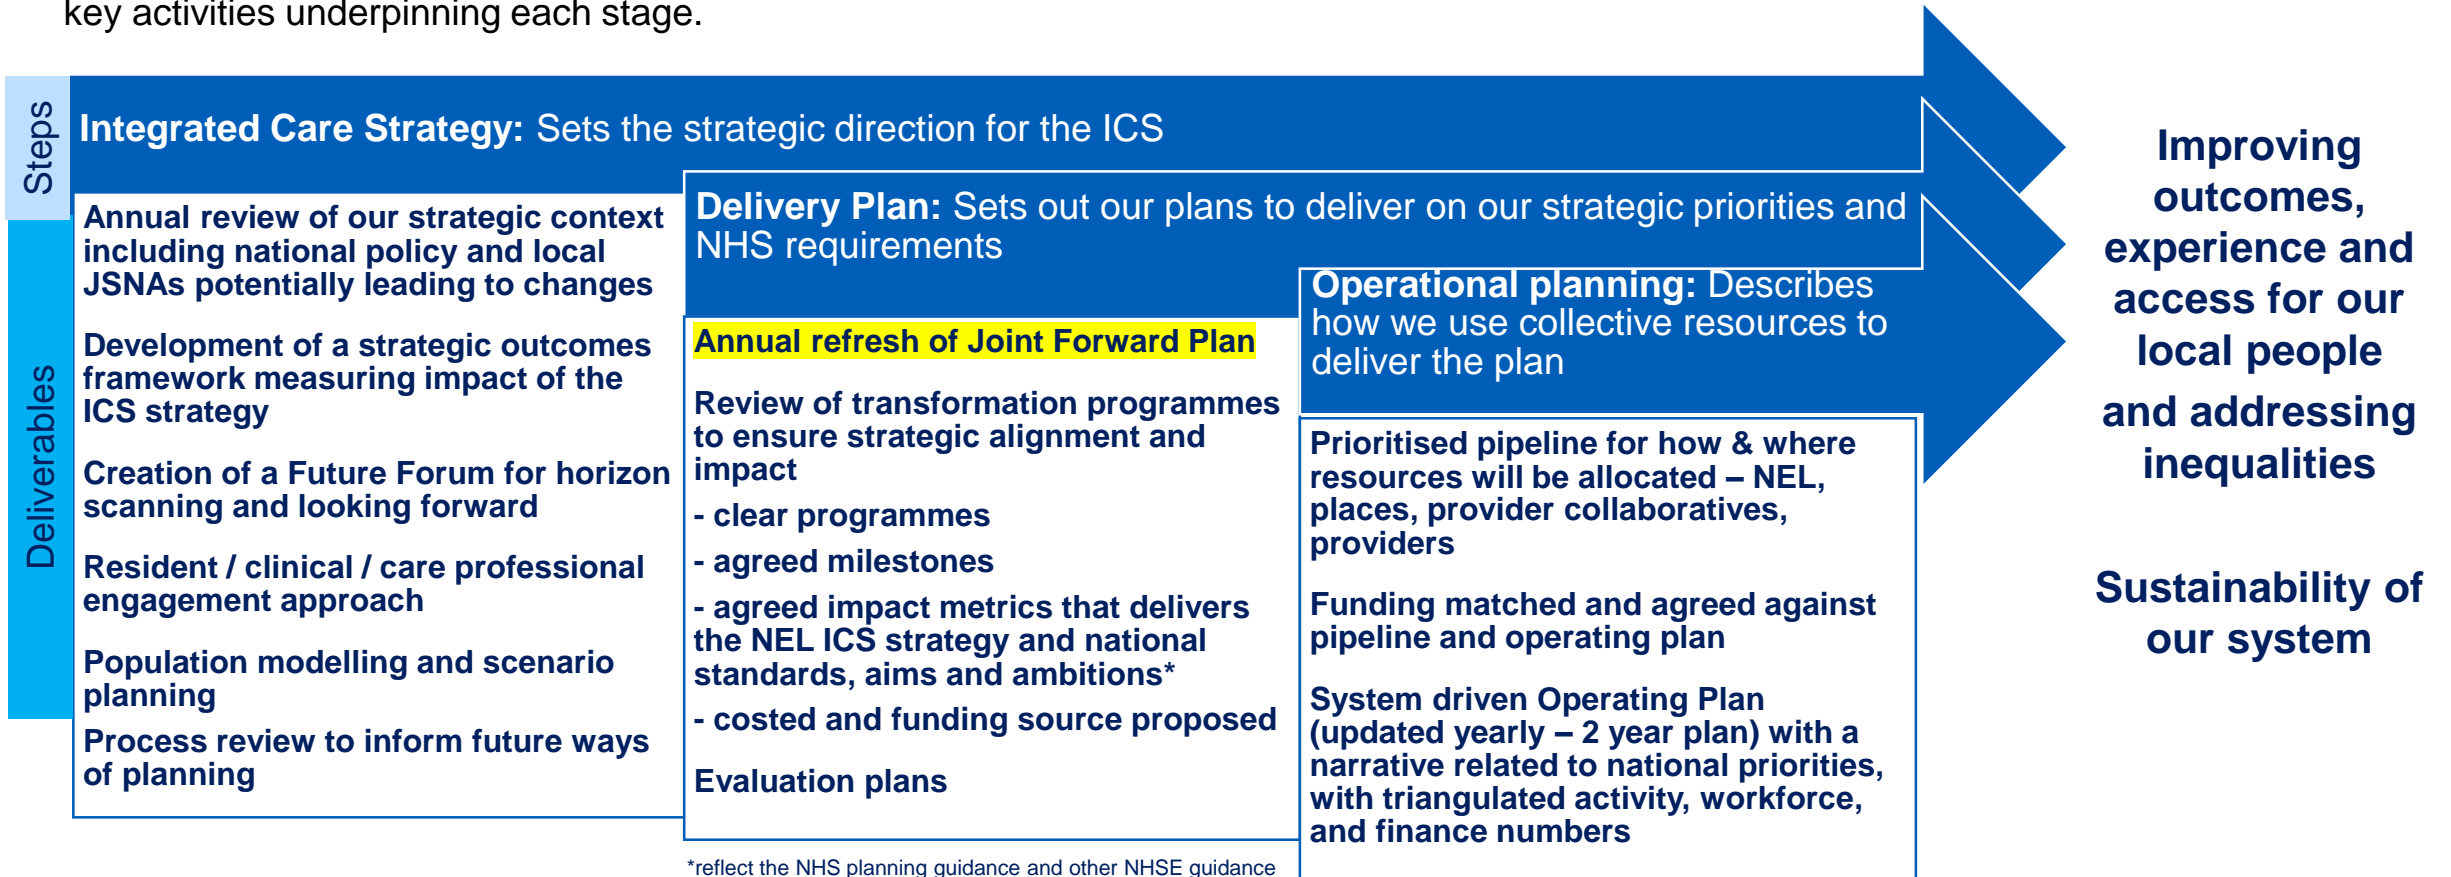 key activities underpinning each stage.
Steps
Integrated Care Strategy: Sets the strategic direction for the ICS
Deliverables
Annual review of our strategic context
including national policy and local
JSNAs potentially leading to changes
Development of a strategic outcomes
framework measuring impact of the
ICS strategy
Creation of a Future Forum for horizon
scanning and looking forward
Resident / clinical / care professional
engagement approach
Population modelling and scenario
planning
Process review to inform future ways
of planning
Delivery Plan: Sets out our plans to deliver on our strategic priorities and
NHS requirements
Annual refresh of Joint Forward Plan
Review of transformation programmes
to ensure strategic alignment and
impact
- clear programmes
- agreed milestones
- agreed impact metrics that delivers
the NEL ICS strategy and national
standards, aims and ambitions*
- costed and funding source proposed
Evaluation plans
*reflect the NHS planning guidance and other NHSE guidance
Operational planning: Describes
how we use collective resources to
deliver the plan
Prioritised pipeline for how & where
resources will be allocated – NEL,
places, provider collaboratives,
providers
Funding matched and agreed against
pipeline and operating plan
System driven Operating Plan
(updated yearly – 2 year plan) with a
narrative related to national priorities,
with triangulated activity, workforce,
and finance numbers
Improving
outcomes,
experience and
access for our
local people
and addressing
inequalities
Sustainability of
our system